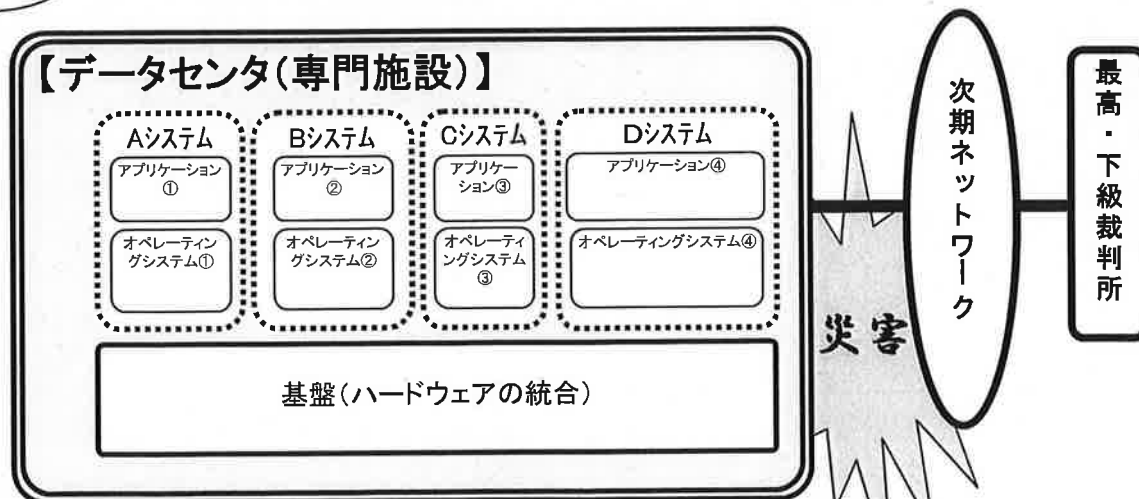 【データセンタ(専門施設)】
Aシステム
アプリケーション
①
オペレーティン
グシステム①
Bシステム
アプリケーション
②
オペレーティン
グシステム②
Cシステム
アプリケー
ション③
オペレーティ
ングシステム
③
Dシステム
アプリケーション④
オペレーティングシステム④
基盤(ハードウェアの統合)
災害
次期ネットワーク
最高・下級裁判所